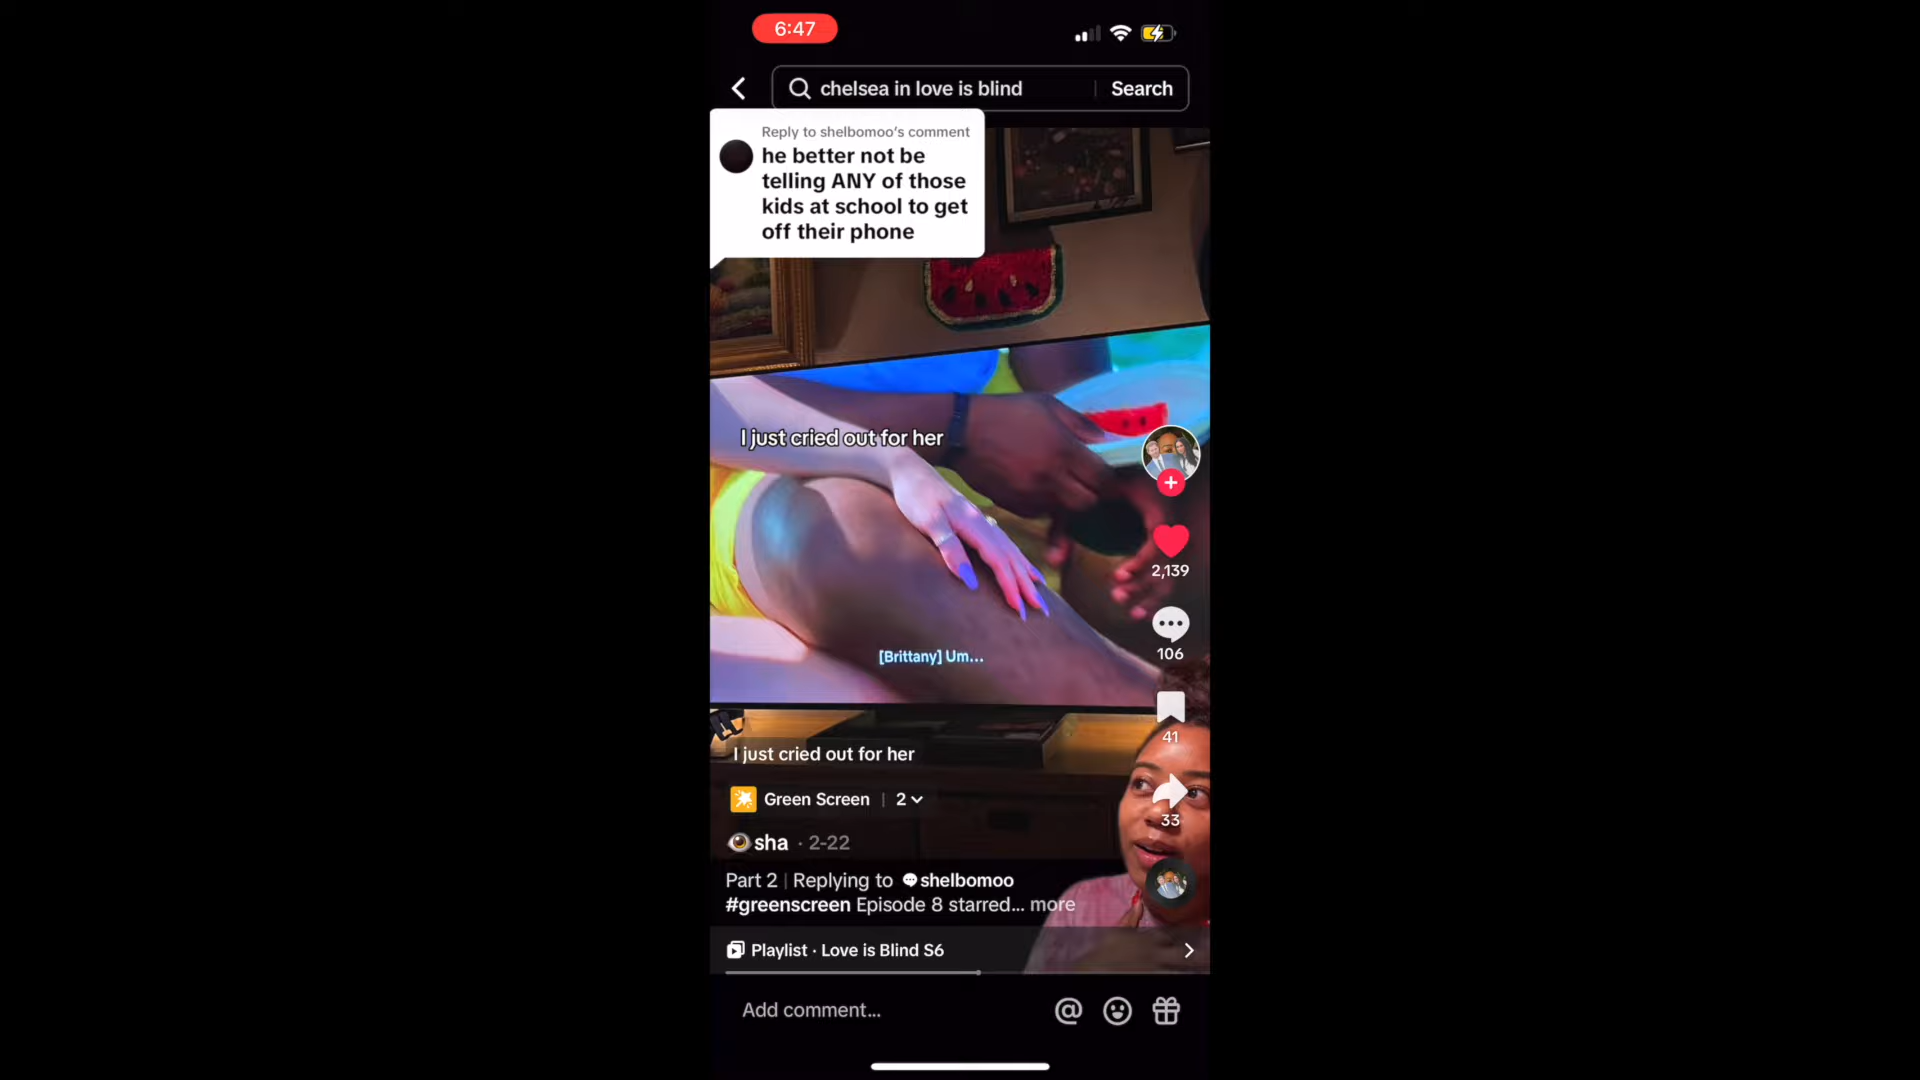 6:47
chelsea in love is blind
Search
Reply to shelbomoo's comment
he better not be
telling ANY of those
kids at school to get
off their phone
I just cried out for her
2,139
106
[Brittany] Um...
41
I just cried out for her
Green Screen | 2
33
sha · 2-22
Part 2 | Replying to shelbomoo
#greenscreen Episode 8 starred... more
Playlist · Love is Blind S6
Add comment...